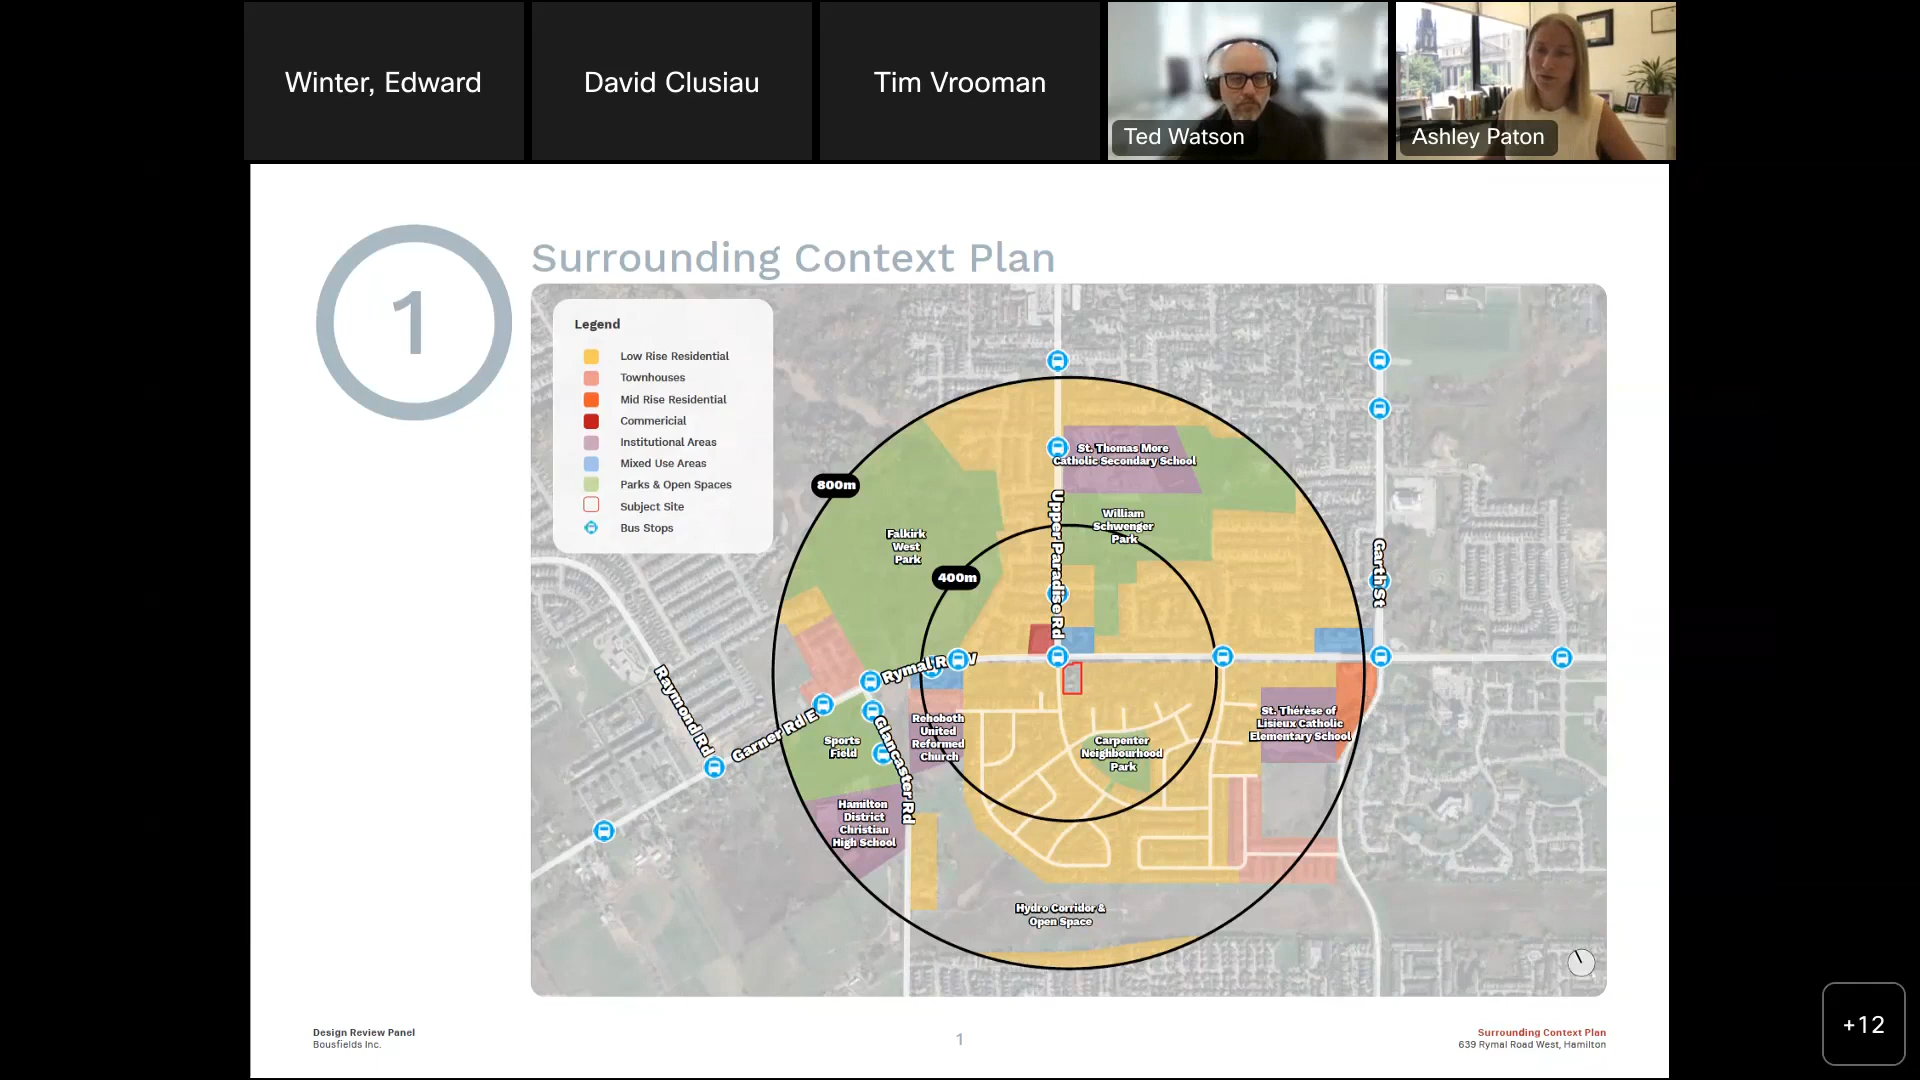 Winter, Edward
David Clusiau
Tim Vrooman
Ted Watson
Ashley Paton
1
Surrounding Context Plan
Legend
Low Rise Residential
Townhouses
Mid Rise Residential
Commericial
Institutional Areas
Mixed Use Areas
Parks & Open Spaces
Subject Site
Bus Stops
800m
400m
St. Thomas More
Catholic Secondary School
William
Schwenger
Park
Falkirk
West
Park
Upper Paradise Rd
Garth St
Rymal R W
Raymond Rd
Garner Rd E
Glancaster Rd
Sports
Field
Rehoboth
United
Reformed
Church
Carpenter
Neighbourhood
Park
St. Thérèse of
Lisieux Catholic
Elementary School
Hamilton
District
Christian
High School
Hydro Corridor &
Open Space
Design Review Panel
Bousfields Inc.
1
Surrounding Context Plan
639 Rymal Road West, Hamilton
+12